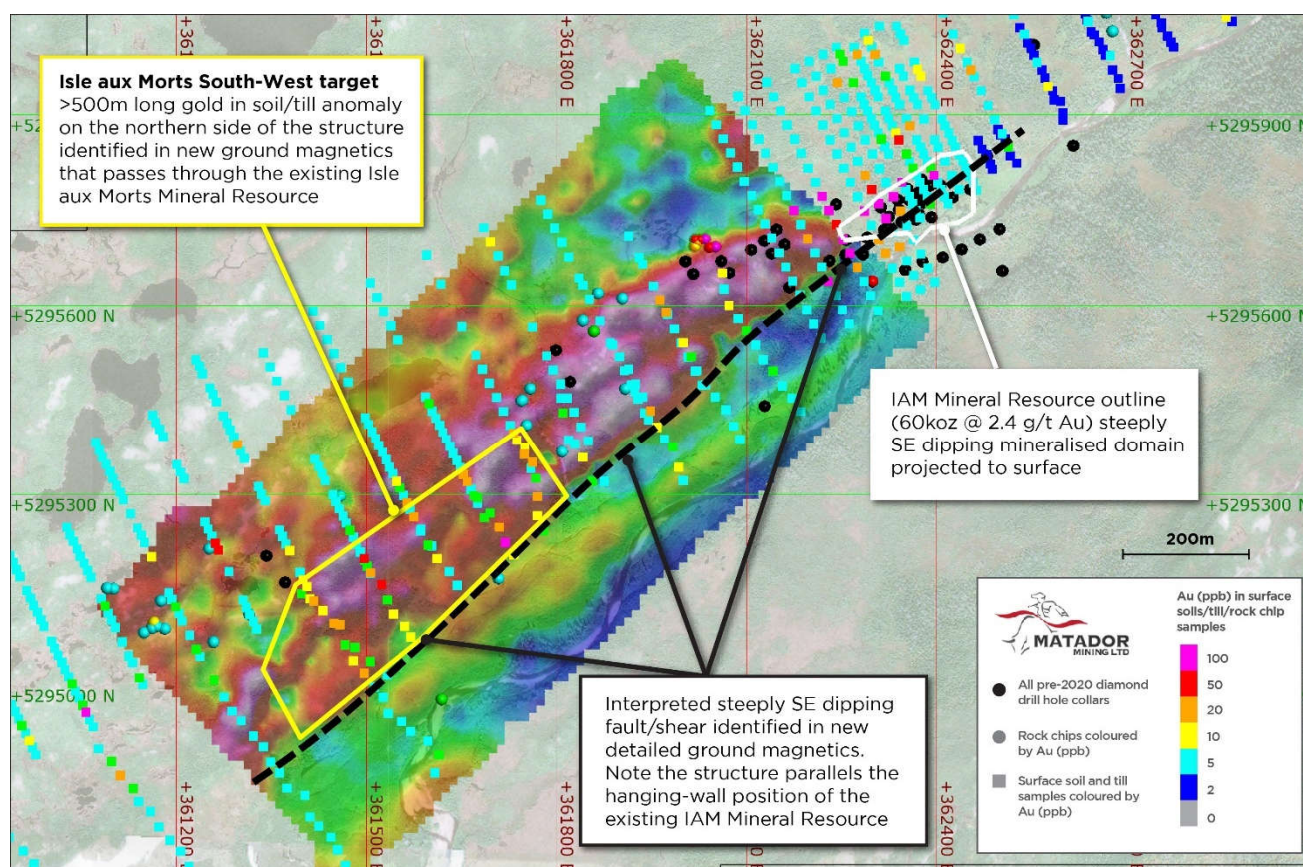 +361
+361
+361800 E
+362100 E
+362400 E
+362700 E
Isle aux Morts South-West target
>500m long gold in soil/till anomaly
on the northern side of the structure
identified in new ground magnetics
that passes through the existing Isle
aux Morts Mineral Resource
+52
+5295900 N
+5295600 N
+5295600 N
IAM Mineral Resource outline
(60koz @ 2.4 g/t Au) steeply
SE dipping mineralised domain
projected to surface
+5295300 N
+5295300 N
200m
Interpreted steeply SE dipping
fault/shear identified in new
detailed ground magnetics.
Note the structure parallels the
hanging-wall position of the
existing IAM Mineral Resource
+5295000 N
+361200 E
+361500 E
+361800 E
+362400 E
MATADOR
MINING LTD
All pre-2020 diamond
drill hole collars
Rock chips coloured
by Au (ppb)
Surface soil and till
samples coloured by
Au (ppb)
Au (ppb) in surface
soils/till/rock chip
samples
100
50
20
10
5
2
0